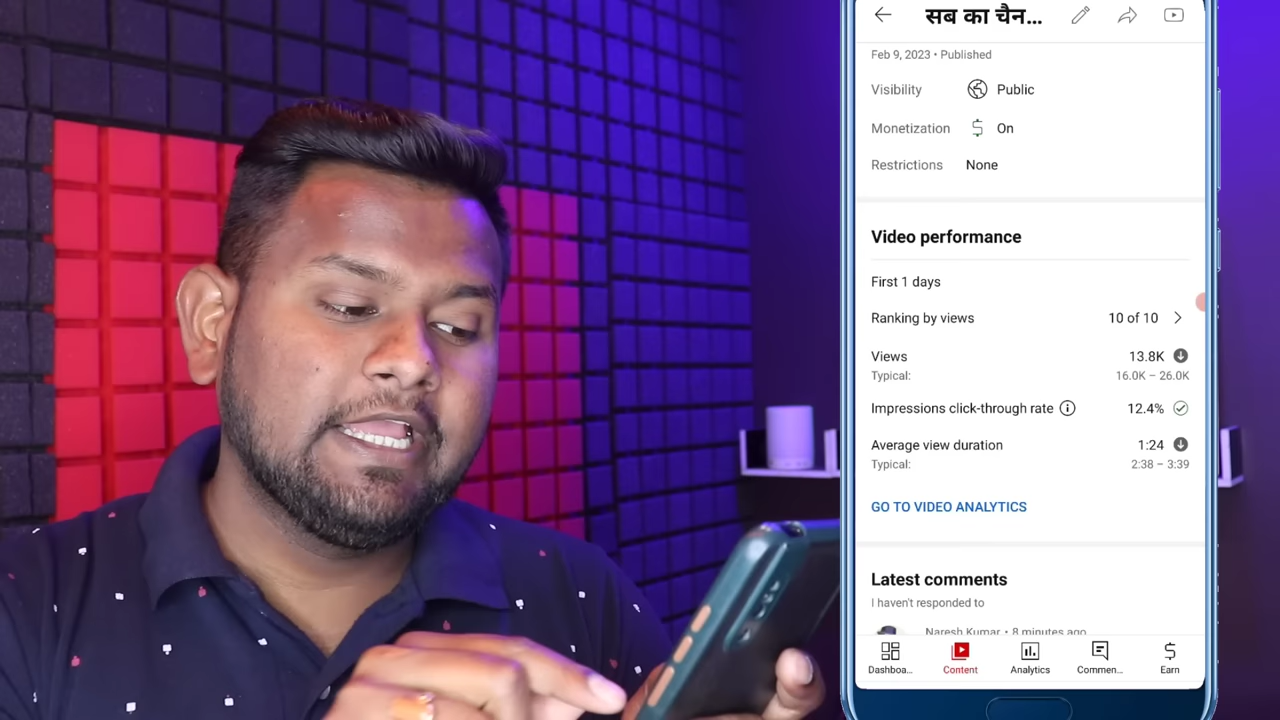 सब का चैन...
Feb 9, 2023 • Published
Visibility Public
Monetization On
Restrictions None
Video performance
First 1 days
Ranking by views 10 of 10
Views 13.8K
Typical: 16.0K – 26.0K
Impressions click-through rate 12.4%
Average view duration 1:24
Typical: 2:38 – 3:39
GO TO VIDEO ANALYTICS
Latest comments
I haven't responded to
Naresh Kumar • 8 minutes ago
Dashboa... Content Analytics Commen... Earn